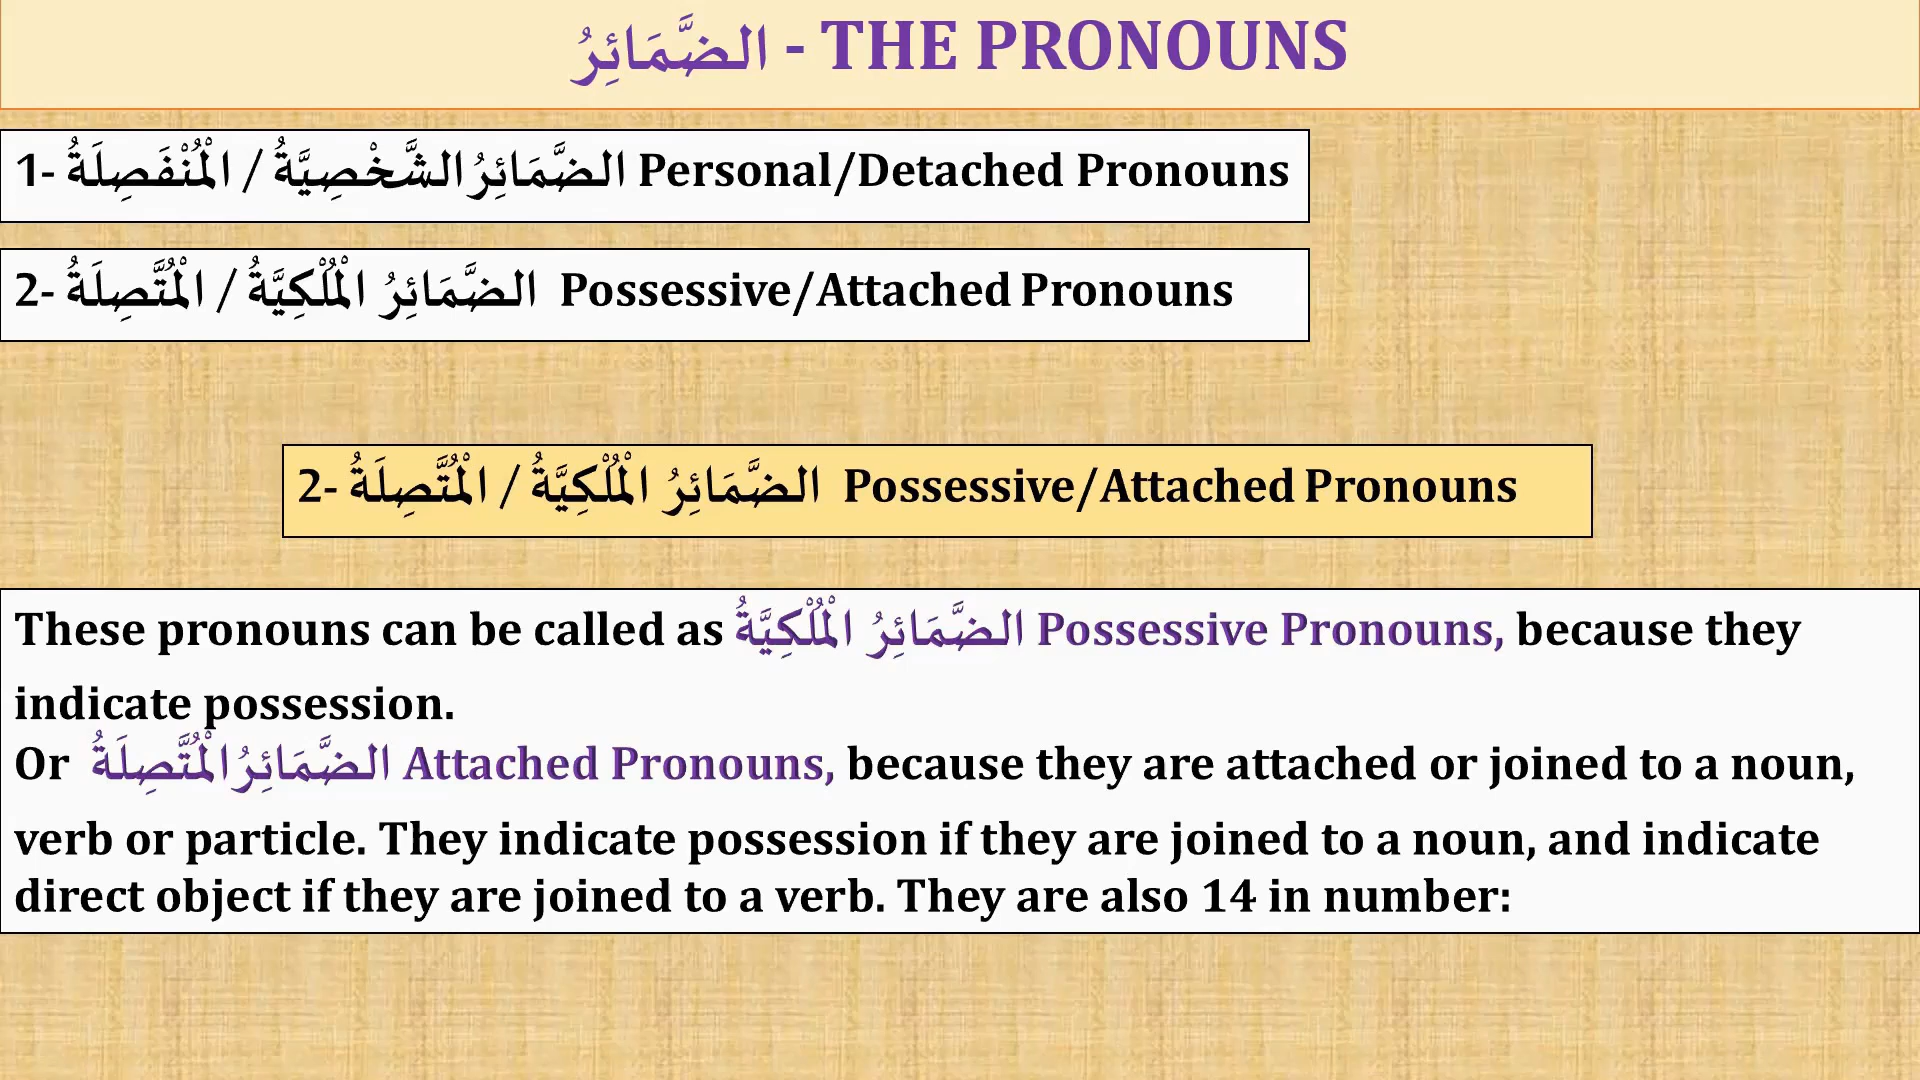 الضَّمَائِرُ - THE PRONOUNS
1- الضَّمَائِرُ الشَّخْصِيَّةُ / الْمُنْفَصِلَةُ Personal/Detached Pronouns
2- الضَّمَائِرُ الْمُلْكِيَّةُ / الْمُتَّصِلَةُ Possessive/Attached Pronouns
2- الضَّمَائِرُ الْمُلْكِيَّةُ / الْمُتَّصِلَةُ Possessive/Attached Pronouns
These pronouns can be called as الضَّمَائِرُ الْمُلْكِيَّةُ Possessive Pronouns, because they
indicate possession.
Or الضَّمَائِرُ الْمُتَّصِلَةُ Attached Pronouns, because they are attached or joined to a noun,
verb or particle. They indicate possession if they are joined to a noun, and indicate
direct object if they are joined to a verb. They are also 14 in number: